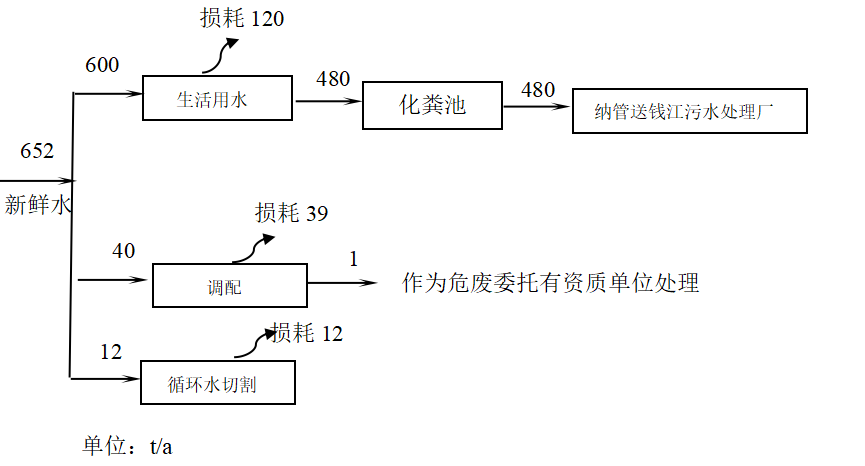 损耗 120
600
生活用水
480
化粪池
480
纳管送钱江污水处理厂
652
新鲜水
损耗 39
40
调配
1
作为危废委托有资质单位处理
损耗 12
12
循环水切割
单位：t/a